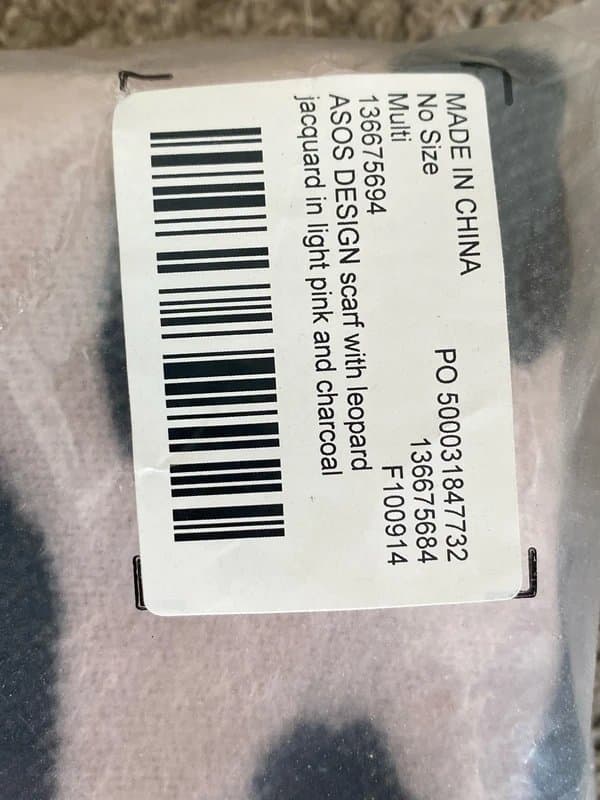 MADE IN CHINA
No Size PO 500031847732
Multi 136675684
136675694 F100914
ASOS DESIGN scarf with leopard
jacquard in light pink and charcoal